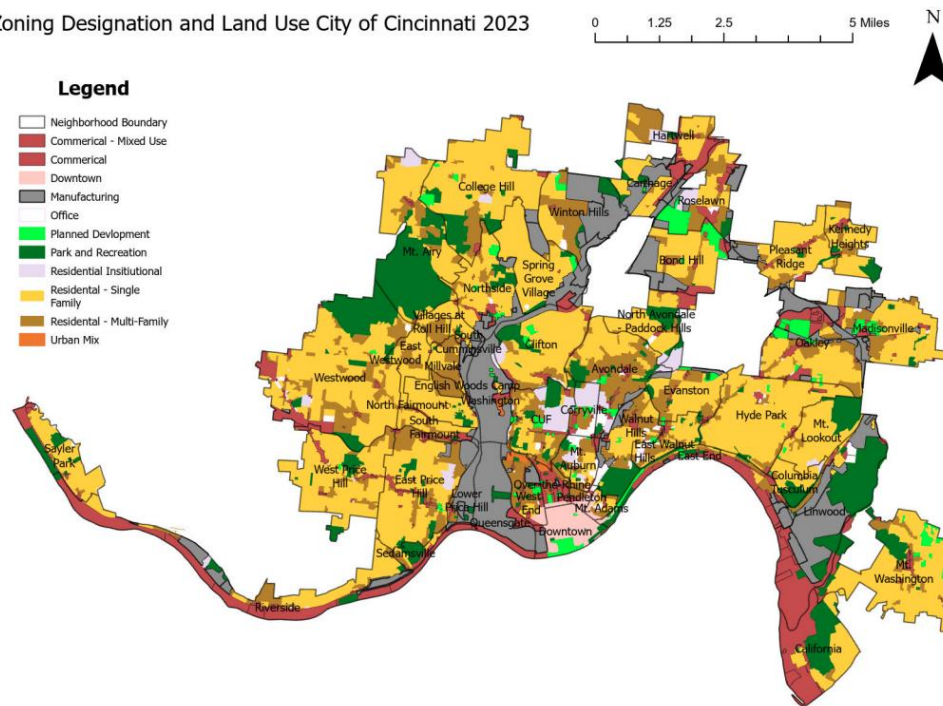 Zoning Designation and Land Use City of Cincinnati 2023
0 1.25 2.5 5 Miles
N
Legend
Neighborhood Boundary
Commerical - Mixed Use
Commerical
Downtown
Manufacturing
Office
Planned Devlopment
Park and Recreation
Residential Insitiutional
Residental - Single
Family
Residental - Multi-Family
Urban Mix
Hartwell
Carthage
College Hill
Roselawn
Winton Hills
Kennedy
Heights
Mt. Airy
Pleasant
Ridge
Bond Hill
Spring
Grove
Village
Northside
North Avondale
Paddock Hills
Villages at
Roll Hill
South
Cummingsville
Madisonville
Clifton
Oakley
East
Westwood
Millvale
Avondale
Westwood
English Woods
Camp
Washington
Evanston
North Fairmount
Corryville
CUF
Hyde Park
South
Fairmount
Walnut
Hills
Mt.
Lookout
East Walnut
Hills
Sayler
Park
Mt.
Auburn
East End
West Price
Hill
East Price
Hill
Columbia
Tusculum
Over-the-Rhine
West
End
Pendleton
Lower
Price Hill
Mt. Adams
Linwood
Queensgate
Downtown
Sedamsville
Mt.
Washington
Riverside
California